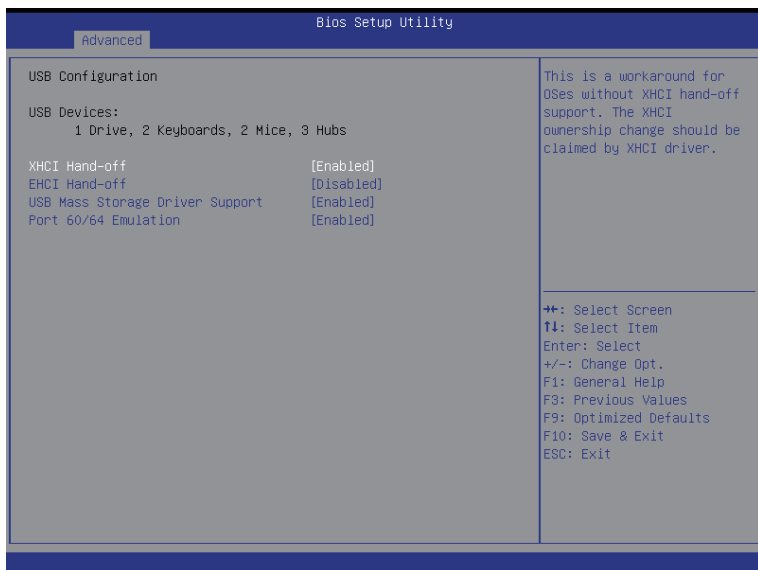 Bios Setup Utility
Advanced
USB Configuration
USB Devices:
1 Drive, 2 Keyboards, 2 Mice, 3 Hubs
XHCI Hand-off [Enabled]
EHCI Hand-off [Disabled]
USB Mass Storage Driver Support [Enabled]
Port 60/64 Emulation [Enabled]
This is a workaround for
OSes without XHCI hand-off
support. The XHCI
ownership change should be
claimed by XHCI driver.
→←: Select Screen
↑↓: Select Item
Enter: Select
+/-: Change Opt.
F1: General Help
F3: Previous Values
F9: Optimized Defaults
F10: Save & Exit
ESC: Exit